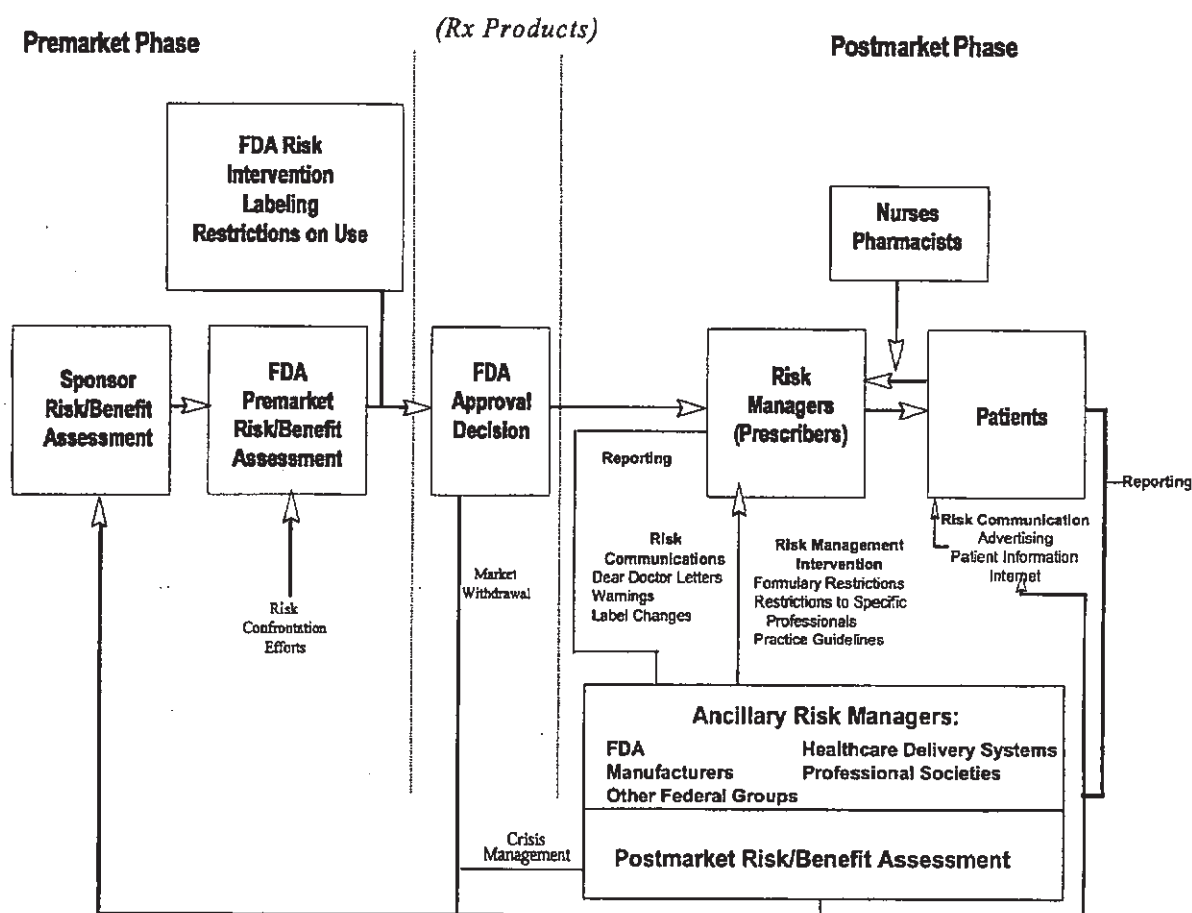 (Rx Products)
Premarket Phase
Postmarket Phase
FDA Risk
Intervention
Labeling
Restrictions on Use
Nurses
Pharmacists
Sponsor
Risk/Benefit
Assessment
FDA
Premarket
Risk/Benefit
Assessment
FDA
Approval
Decision
Risk
Managers
(Prescribers)
Patients
Reporting
Reporting
Risk
Confrontation
Efforts
Market
Withdrawal
Risk
Communications
Dear Doctor Letters
Warnings
Label Changes
Risk Management
Intervention
Formulary Restrictions
Restrictions to Specific
Professionals
Practice Guidelines
Risk Communication
Advertising
Patient Information
Internet
Ancillary Risk Managers:
FDA
Manufacturers
Other Federal Groups
Healthcare Delivery Systems
Professional Societies
Crisis
Management
Postmarket Risk/Benefit Assessment